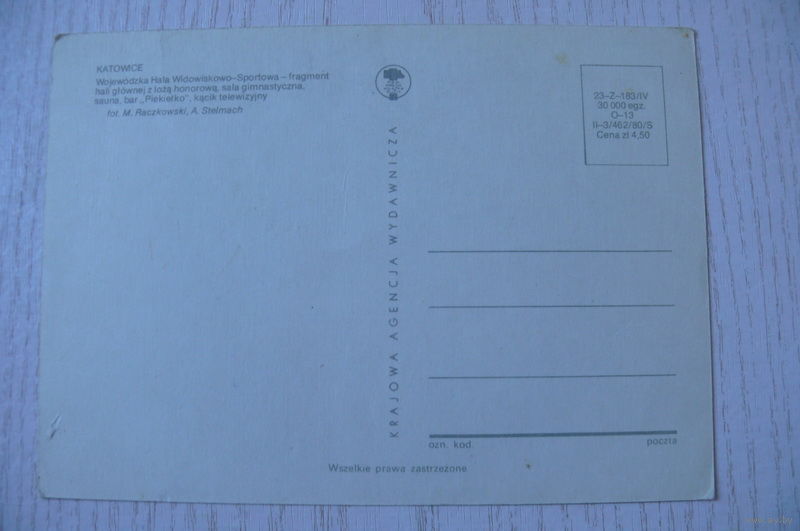 KATOWICE
Wojewódzka Hala Widowiskowo-Sportowa – fragment
hali głównej z lożą honorową, sala gimnastyczna,
sauna, bar „Piekiełko", kącik telewizyjny
fot. M. Raczkowski, A. Stelmach
KRAJOWA AGENCJA WYDAWNICZA
23-Z-183/IV
30 000 egz.
O-13
II-3/462/80/S
Cena zł 4,50
ozn. kod.
poczta
Wszelkie prawa zastrzeżone